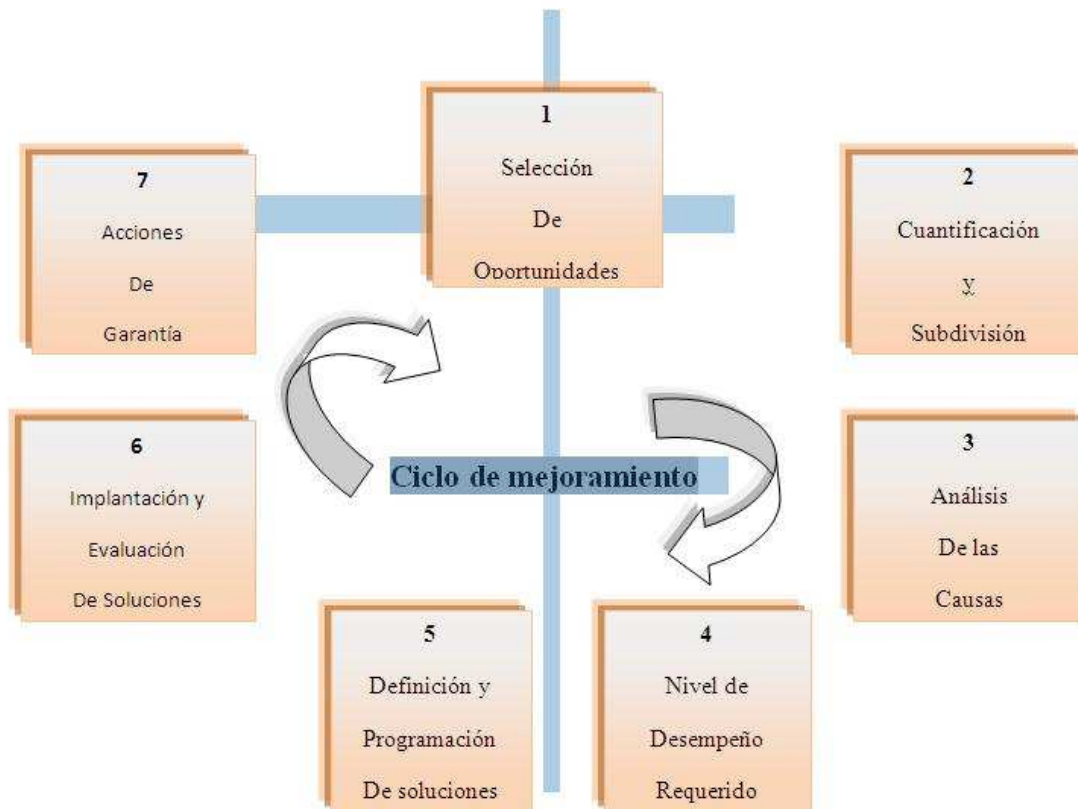 1
Selección
De
Oportunidades
2
Cuantificación
y
Subdivisión
3
Análisis
De las
Causas
4
Nivel de
Desempeño
Requerido
5
Definición y
Programación
De soluciones
6
Implantación y
Evaluación
De Soluciones
7
Acciones
De
Garantía
Ciclo de mejoramiento